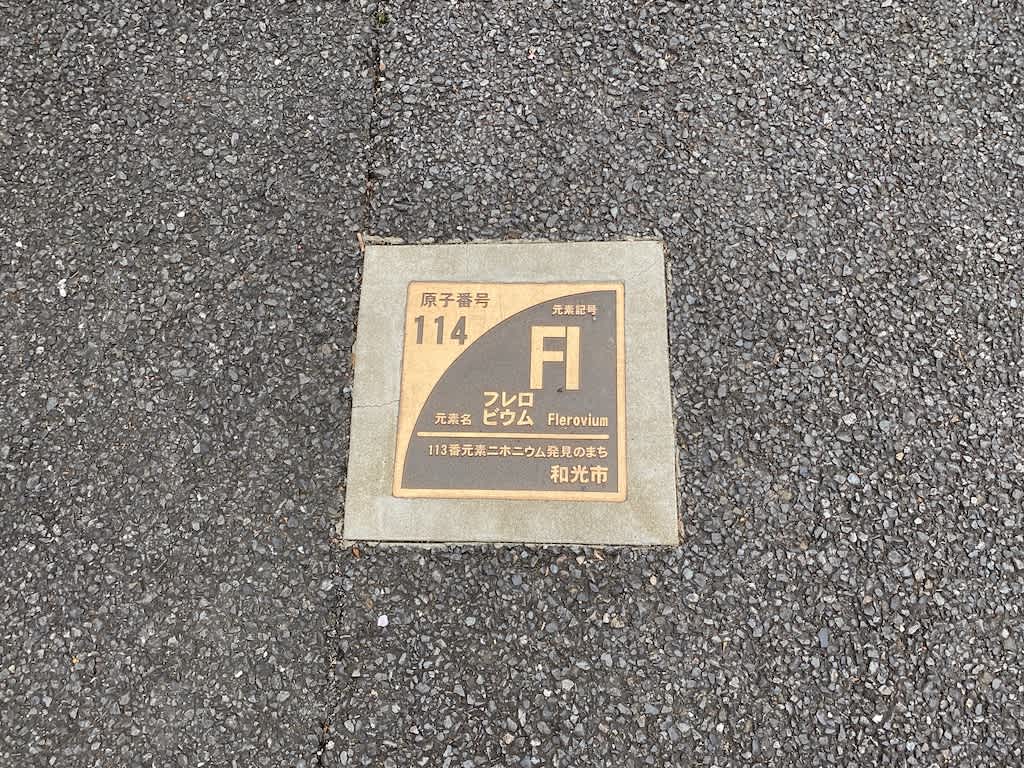 原子番号
114
元素記号
Fl
元素名 フレロ
ビウム Flerovium
113番元素ニホニウム発見のまち
和光市